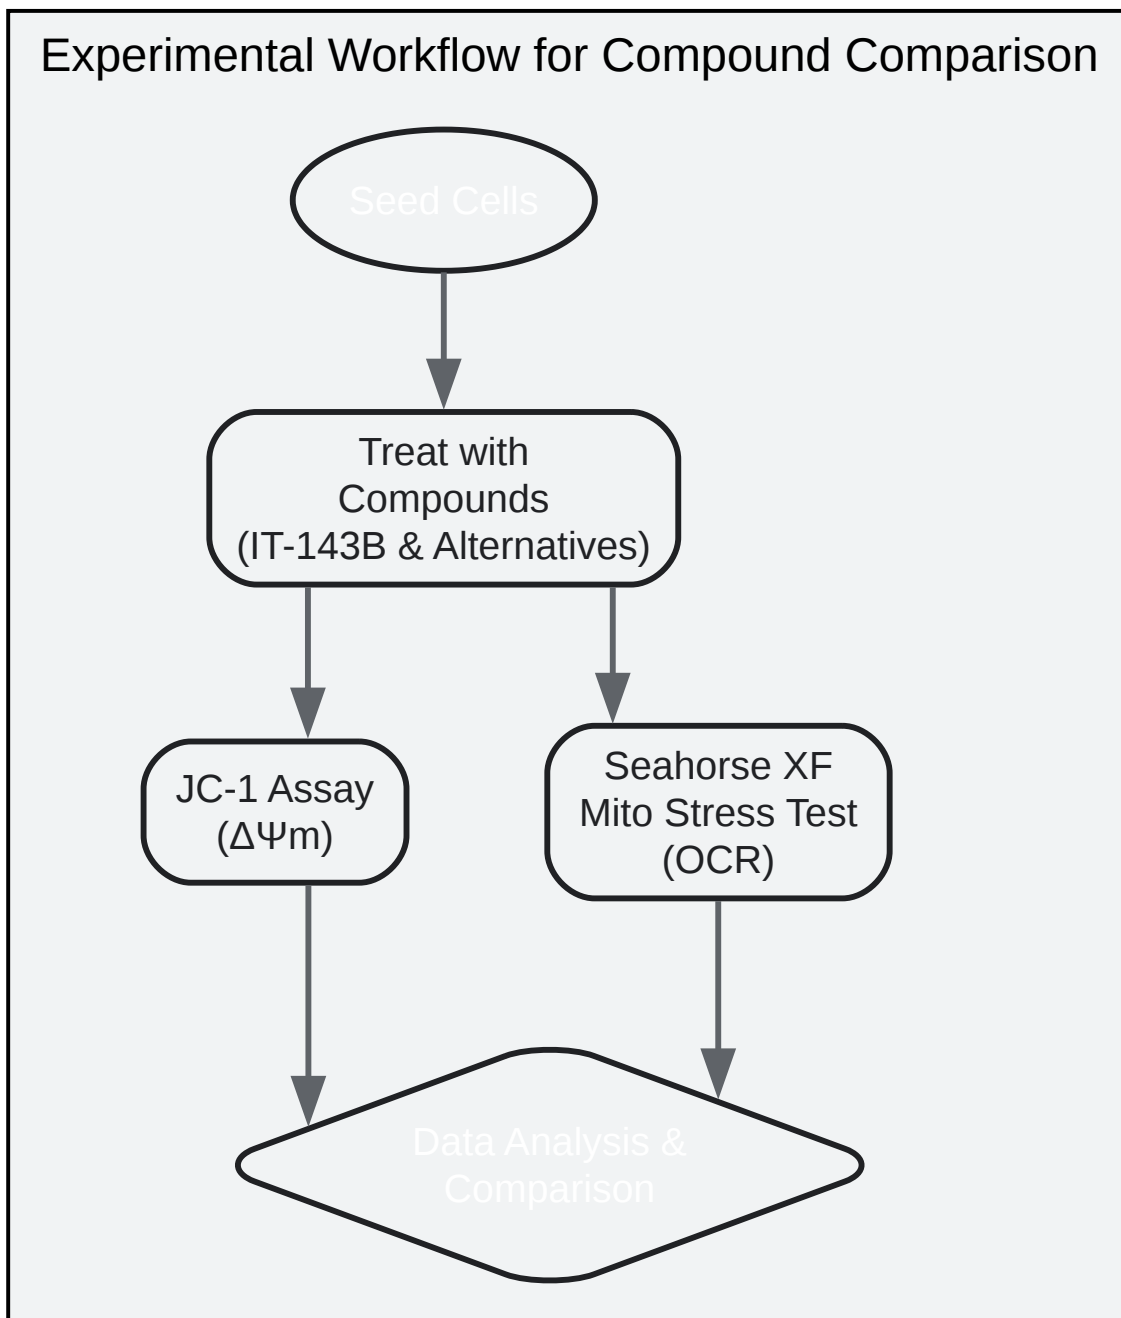 Experimental Workflow for Compound Comparison
Seed Cells
Treat with
Compounds
(IT-143B & Alternatives)
JC-1 Assay
(ΔΨm)
Seahorse XF
Mito Stress Test
(OCR)
Data Analysis &
Comparison